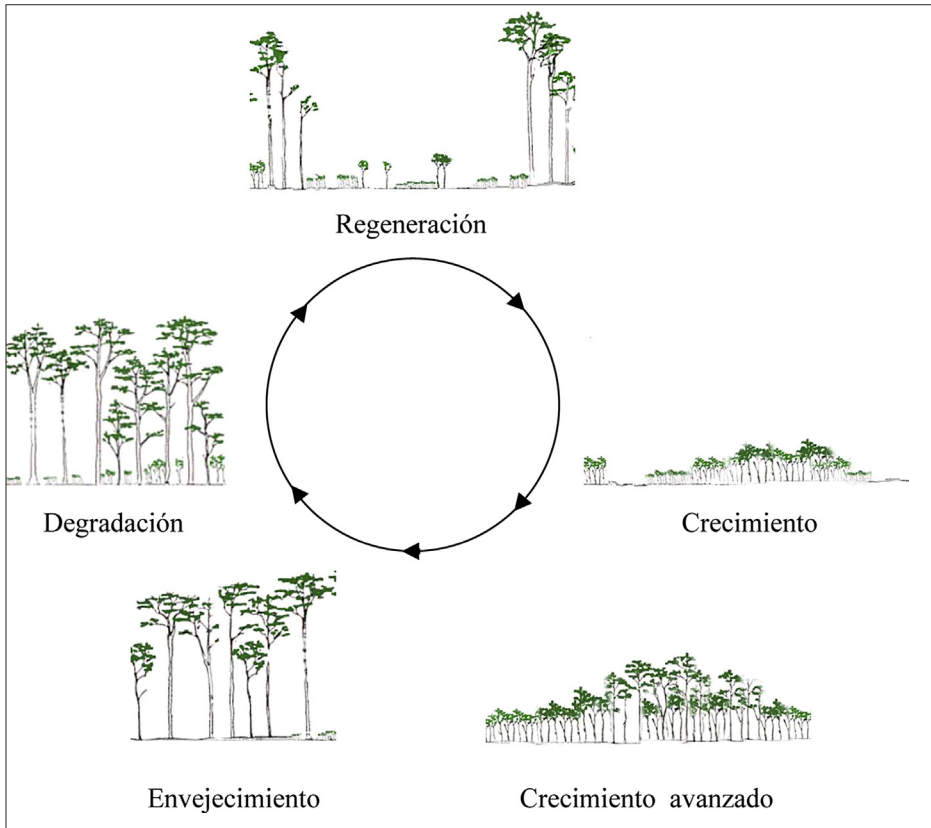 Regeneración
Degradación
Crecimiento
Envejecimiento
Crecimiento avanzado